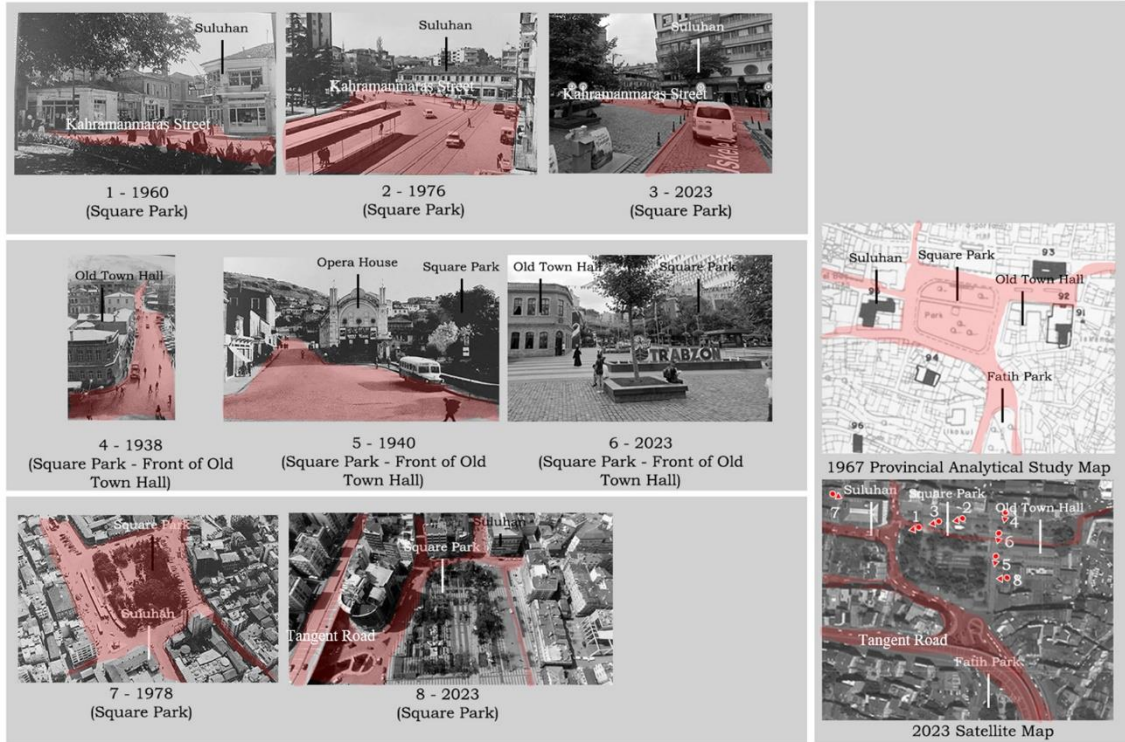 Suluhan
Kahramanmaras Street
1 - 1960
(Square Park)
Suluhan
Kahramanmaras Street
2 - 1976
(Square Park)
Suluhan
Kahramanmaras Street
3 - 2023
(Square Park)
Old Town Hall
4 - 1938
(Square Park - Front of Old
Town Hall)
Opera House
Square Park
5 - 1940
(Square Park - Front of Old
Town Hall)
Old Town Hall
Square Park
TRABZON
6 - 2023
(Square Park - Front of Old
Town Hall)
Square Park
Suluhan
7 - 1978
(Square Park)
Suluhan
Square Park
Tangent Road
8 - 2023
(Square Park)
Suluhan
Square Park
93
Old Town Hall
92
91
Park
94
Fatih Park
96
1967 Provincial Analytical Study Map
Suluhan
Square Park
Old Town Hall
7
1
3
2
4
6
5
8
Tangent Road
Fatih Park
2023 Satellite Map